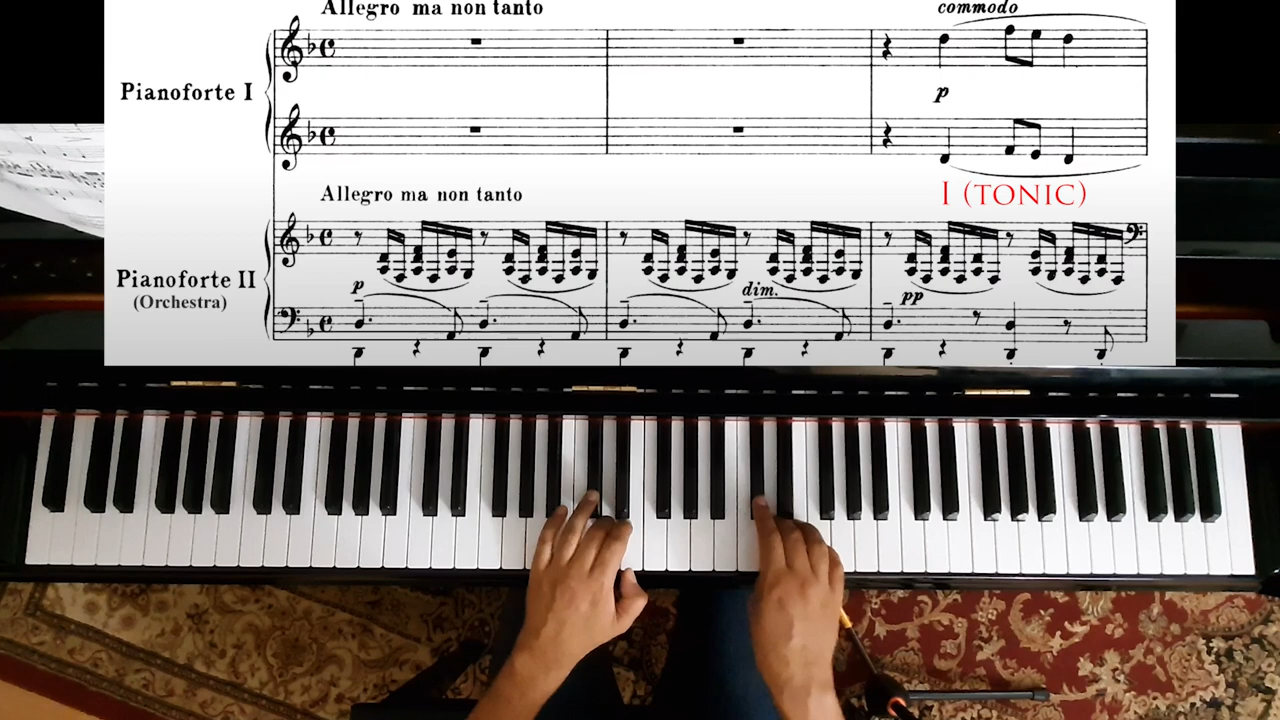 Allegro ma non tanto
commodo
Pianoforte I
p
I (TONIC)
Allegro ma non tanto
Pianoforte II
(Orchestra)
p
dim.
pp